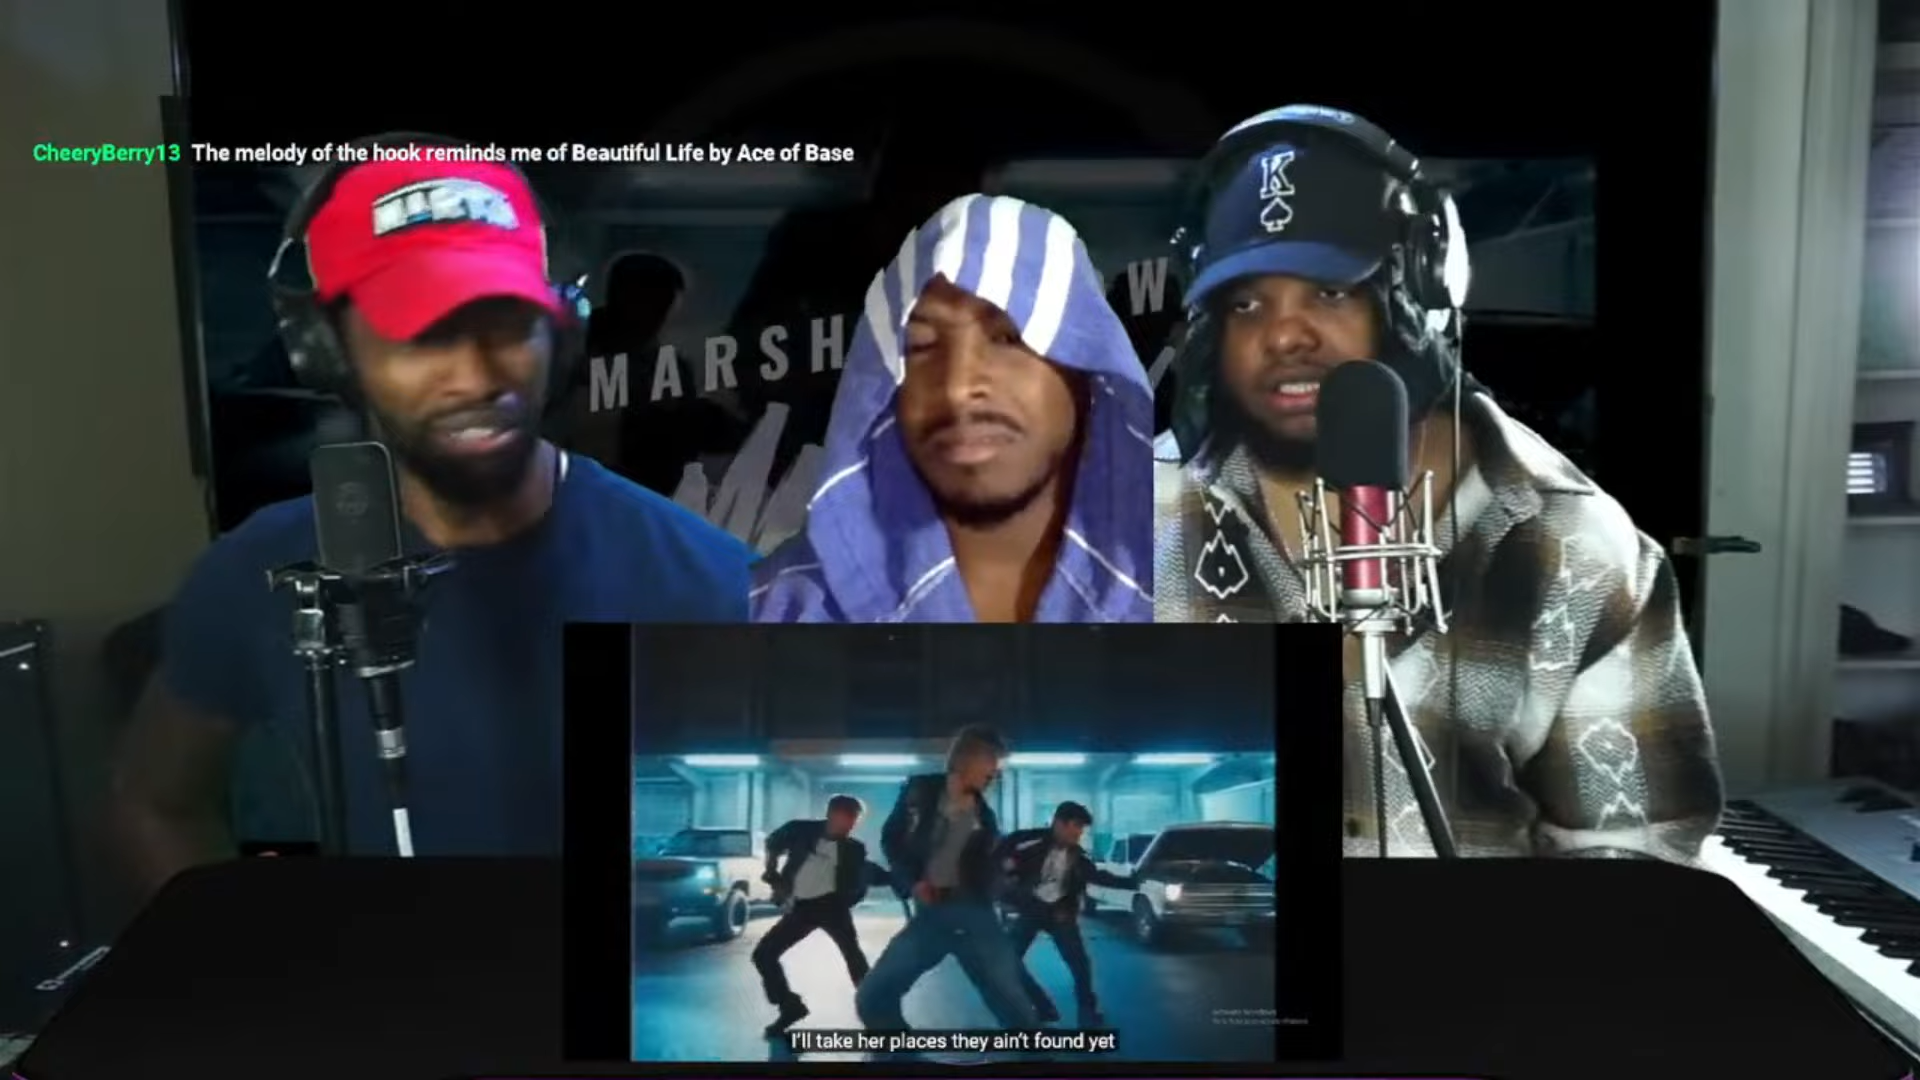 CheeryBerry13 The melody of the hook reminds me of Beautiful Life by Ace of Base
K
MARSH
W
I'll take her places they ain't found yet